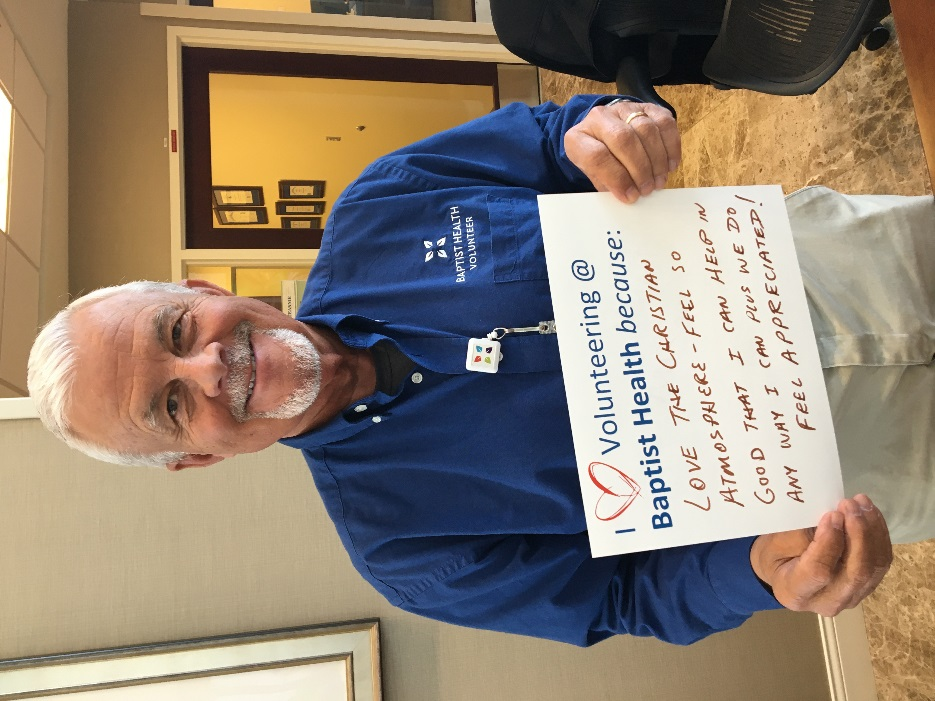 BAPTIST HEALTH
VOLUNTEER
I Volunteering @
Baptist Health because:
LOVE THE CHRISTIAN
ATMOSPHERE - FEEL SO
GOOD THAT I CAN HELP IN
ANY WAY I CAN PLUS WE DO
FEEL APPRECIATED!